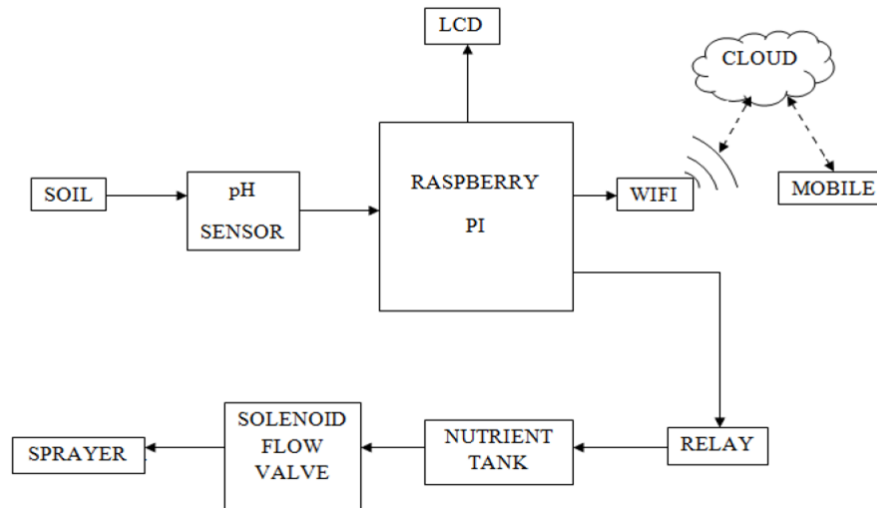 LCD
CLOUD
SOIL
pH
SENSOR
RASPBERRY
PI
WIFI
MOBILE
SPRAYER
SOLENOID
FLOW
VALVE
NUTRIENT
TANK
RELAY